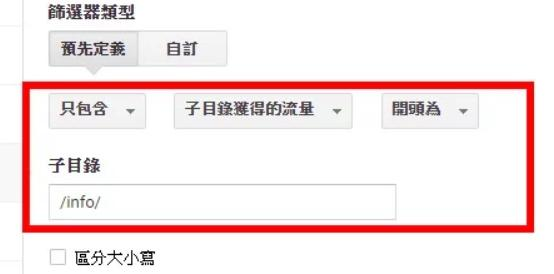 篩選器類型
預先定義 自訂
只包含 子目錄獲得的流量 開頭為
子目錄
/info/
區分大小寫